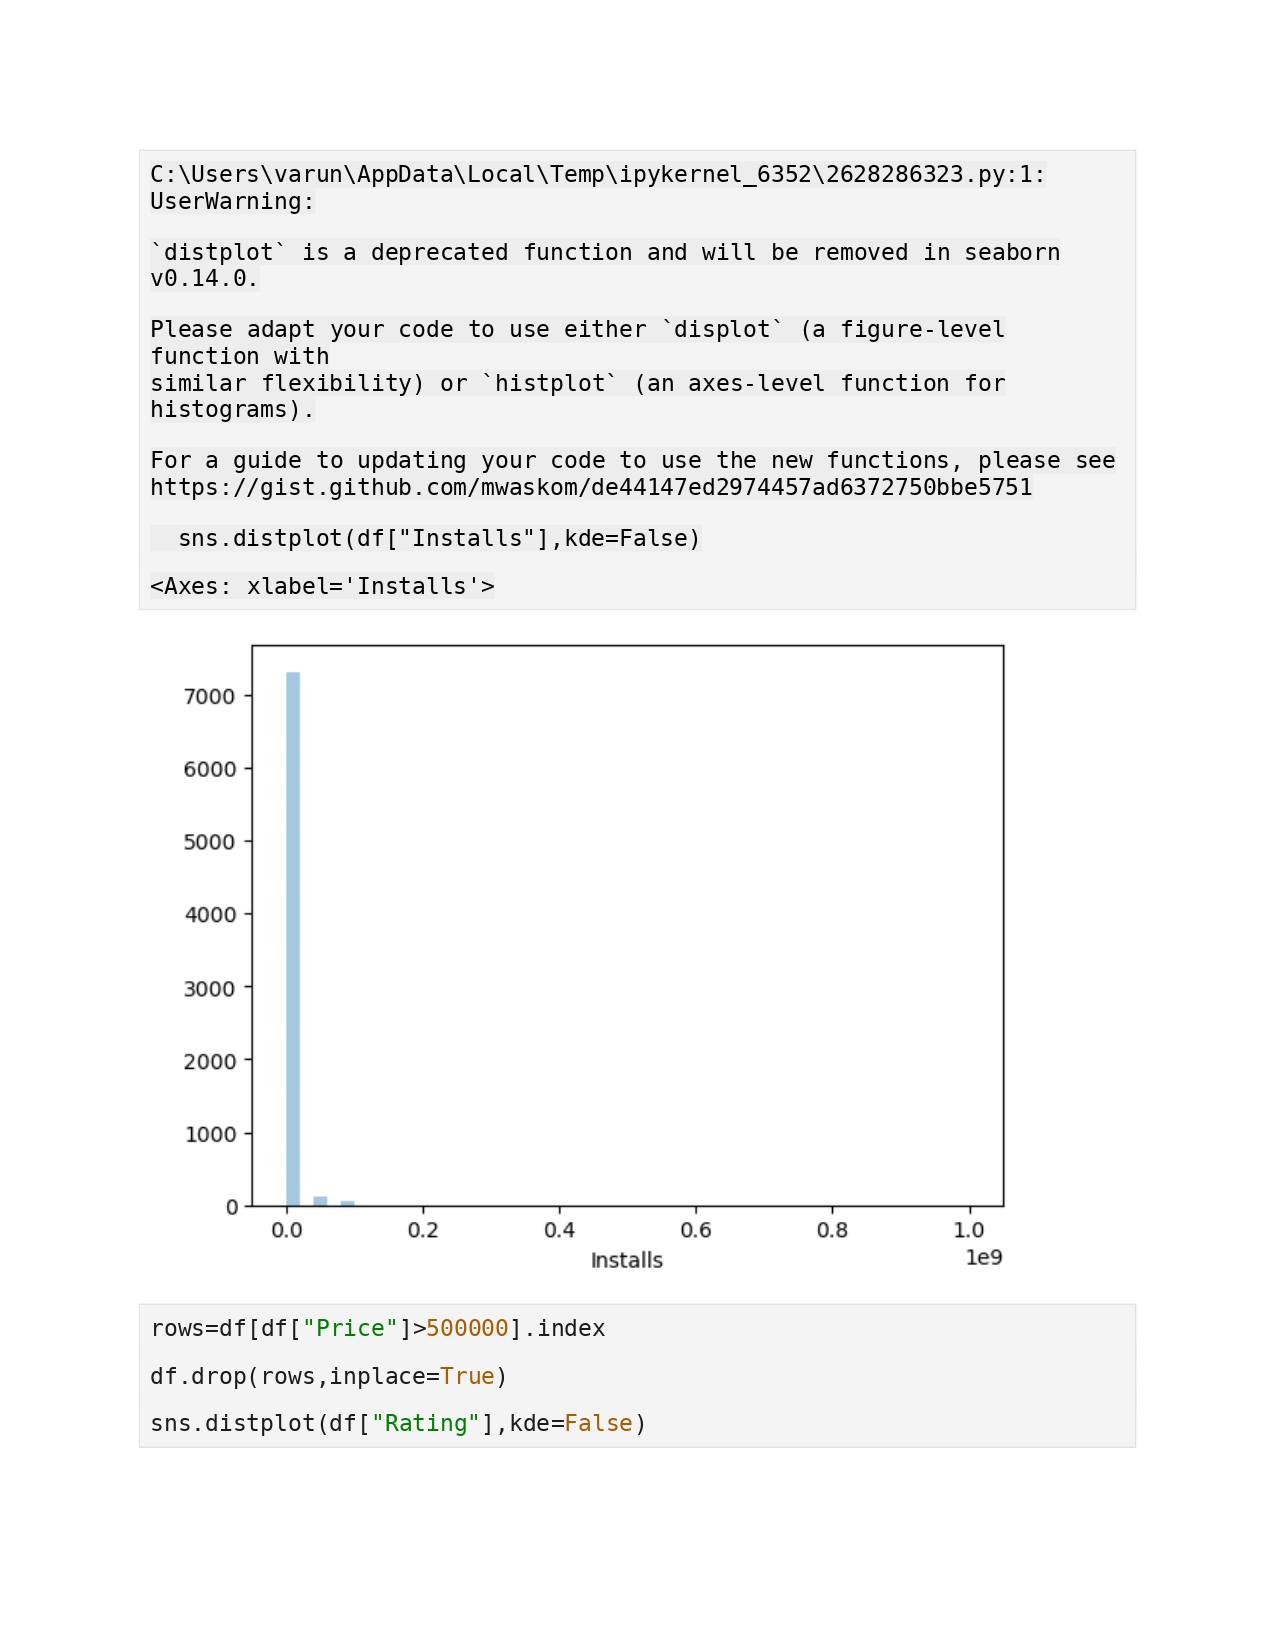 C:\Users\varun\AppData\Local\Temp\ipykernel_6352\2628286323.py:1:
UserWarning:
`distplot` is a deprecated function and will be removed in seaborn
v0.14.0.
Please adapt your code to use either `displot` (a figure-level
function with
similar flexibility) or `histplot` (an axes-level function for
histograms).
For a guide to updating your code to use the new functions, please see
https://gist.github.com/mwaskom/de44147ed2974457ad6372750bbe5751
  sns.distplot(df["Installs"],kde=False)
<Axes: xlabel='Installs'>
7000
6000
5000
4000
3000
2000
1000
0
0.0 0.2 0.4 0.6 0.8 1.0
Installs
1e9
rows=df[df["Price"]>500000].index
df.drop(rows,inplace=True)
sns.distplot(df["Rating"],kde=False)